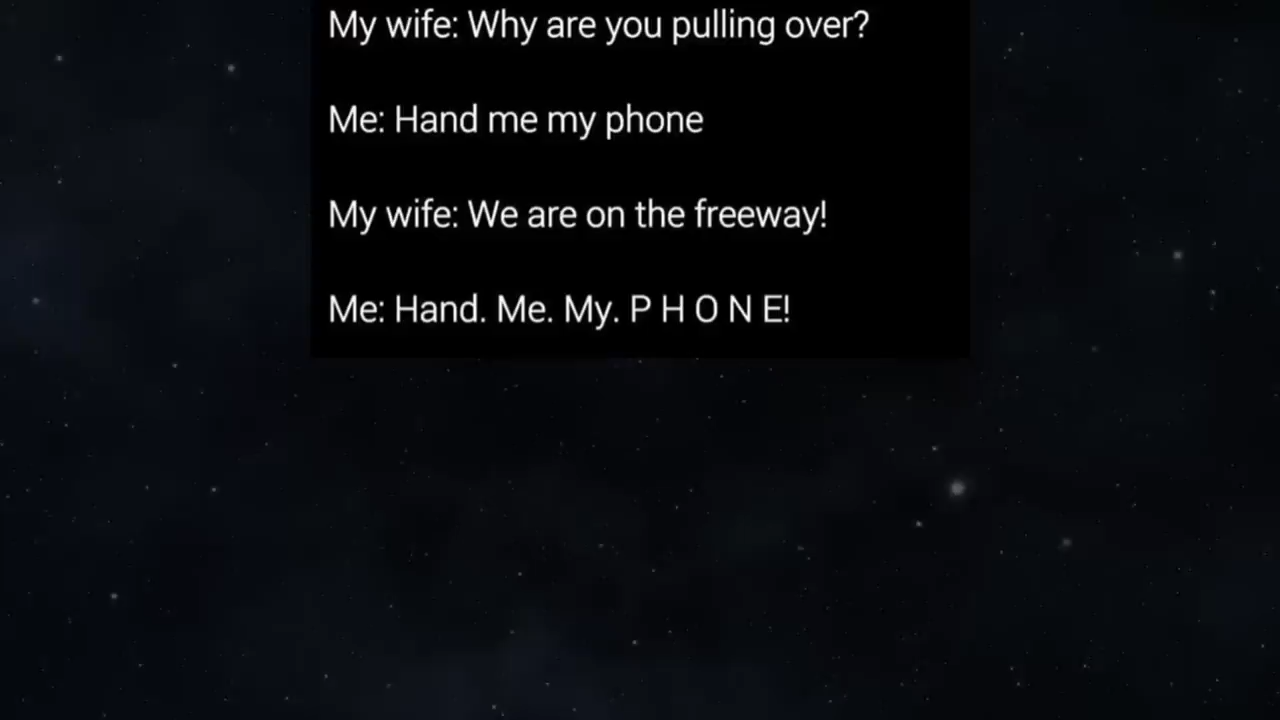 My wife: Why are you pulling over?
Me: Hand me my phone
My wife: We are on the freeway!
Me: Hand. Me. My. P H O N E!